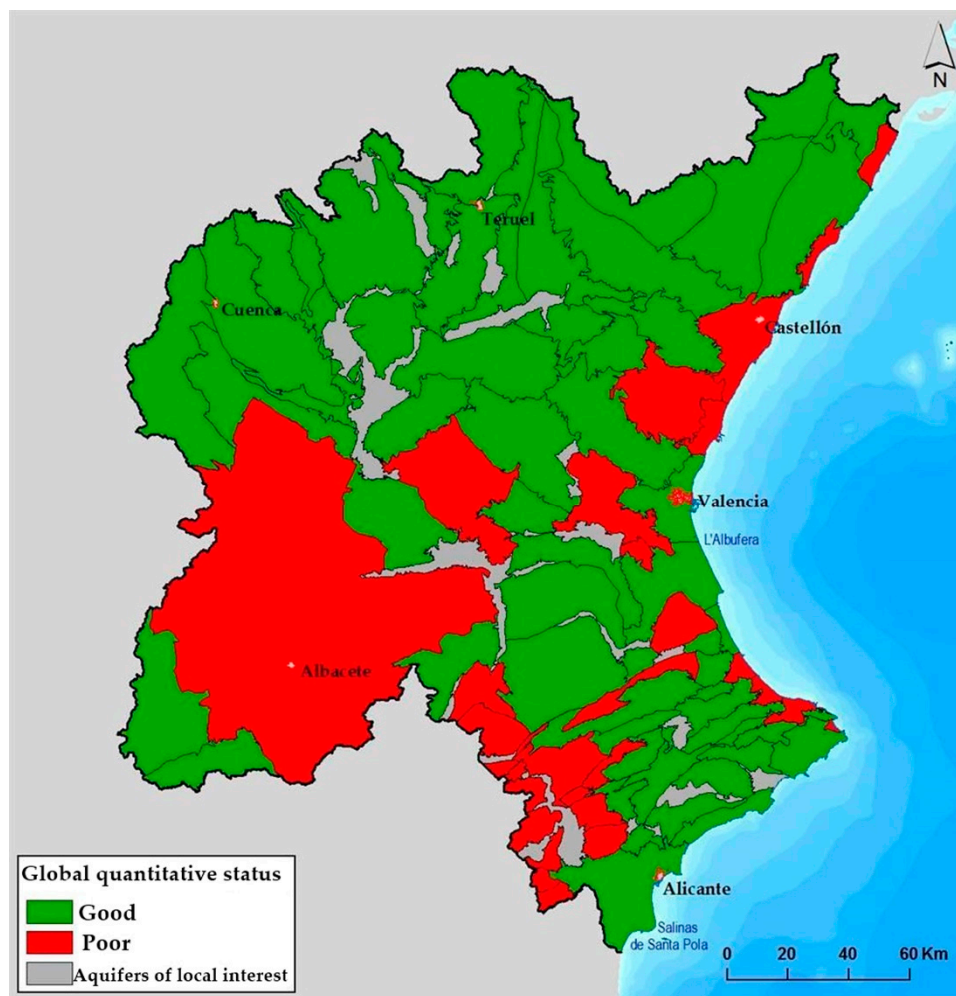 N
Teruel
Cuenca
Castellón
Valencia
L'Albufera
Albacete
Alicante
Salinas
de Santa Pola
Global quantitative status
Good
Poor
Aquifers of local interest
0 20 40 60 Km